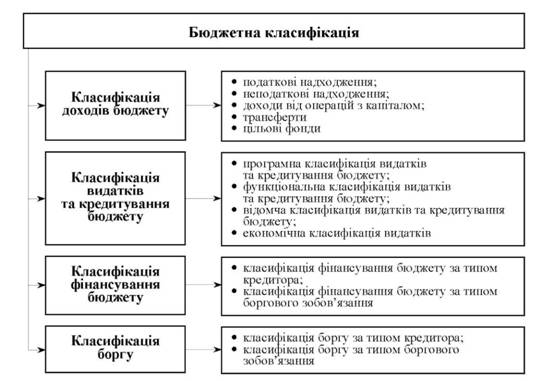 Бюджетна класифікація
Класифікація
доходів бюджету
• податкові надходження;
• неподаткові надходження;
• доходи від операцій з капіталом;
• трансферти
• цільові фонди
Класифікація
видатків
та кредитування
бюджету
• програмна класифікація видатків
та кредитування бюджету;
• функціональна класифікація видатків
та кредитування бюджету;
• відомча класифікація видатків та кредитування
бюджету;
• економічна класифікація видатків
Класифікація
фінансування
бюджету
• класифікація фінансування бюджету за типом
кредитора;
• класифікація фінансування бюджету за типом
боргового зобов’язання
Класифікація
боргу
• класифікація боргу за типом кредитора;
• класифікація боргу за типом боргового
зобов’язання